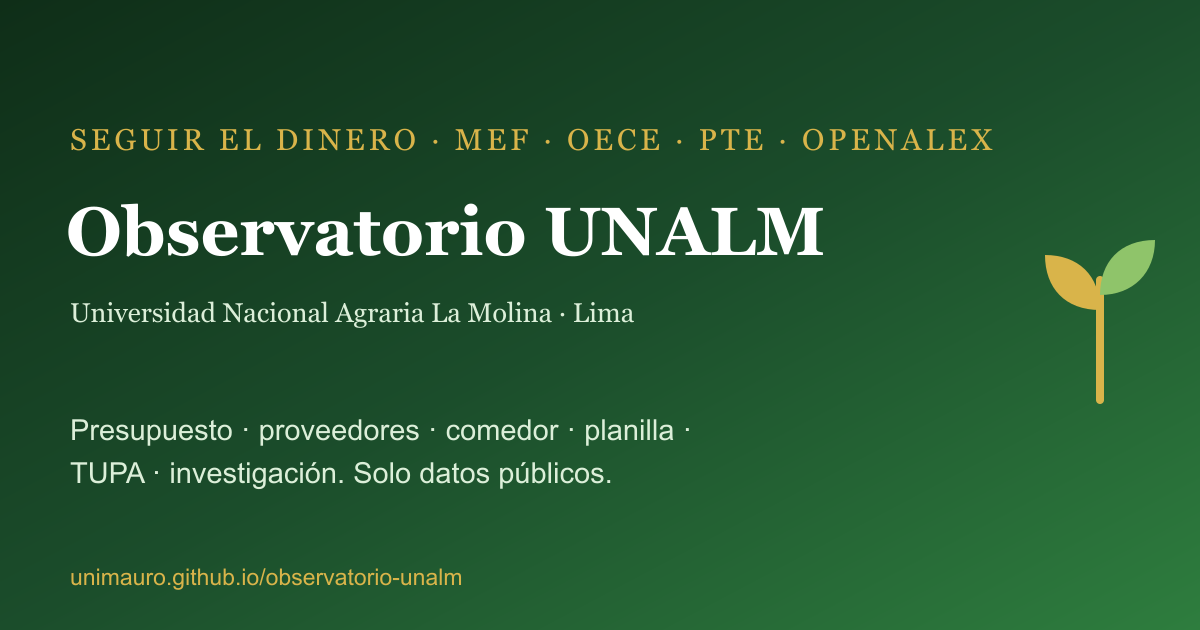 SEGUIR EL DINERO · MEF · OECE · PTE · OPENALEX
Observatorio UNALM
Universidad Nacional Agraria La Molina · Lima
Presupuesto · proveedores · comedor · planilla ·
TUPA · investigación. Solo datos públicos.
unimauro.github.io/observatorio-unalm